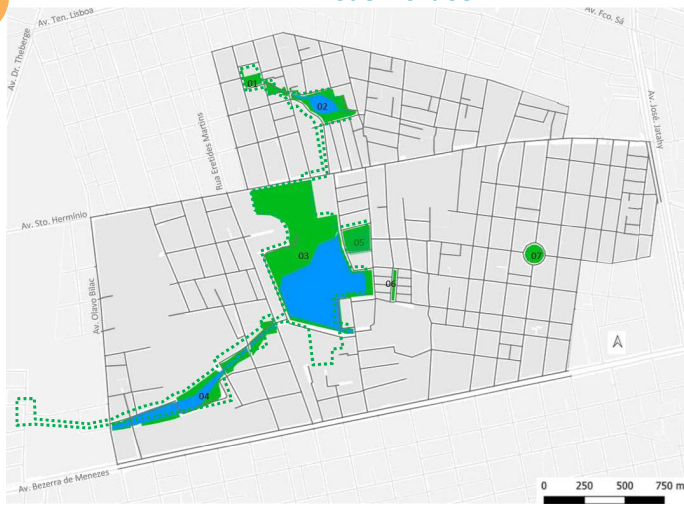 Av. Ten. Lisboa
Av. Fco. Sá
Av. Dr. Theberge
Av. José Jatahy
01
02
Rua Eretides Martins
Av. Sto. Hermínio
03
05
07
06
Av. Olavo Bilac
04
Av. Bezerra de Menezes
0 250 500 750 m